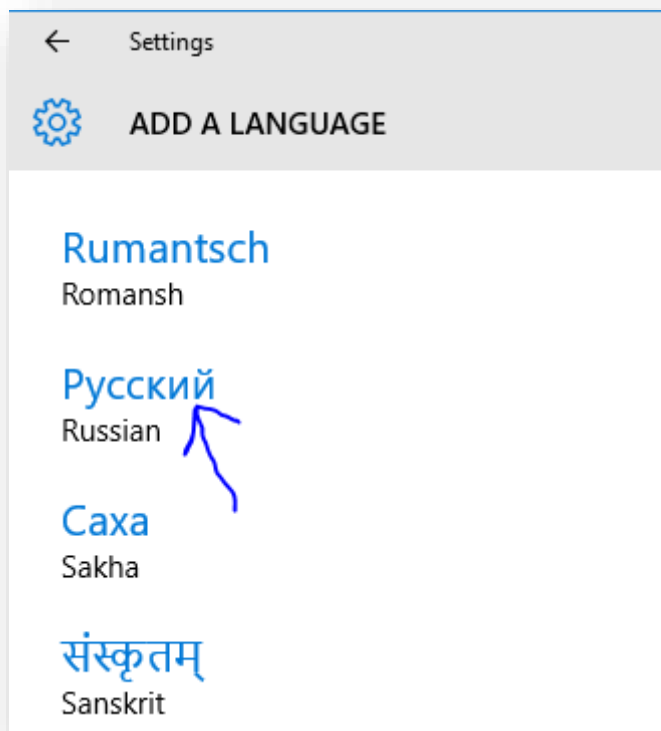 Settings
ADD A LANGUAGE
Rumantsch
Romansh
Русский
Russian
Саха
Sakha
संस्कृतम्
Sanskrit